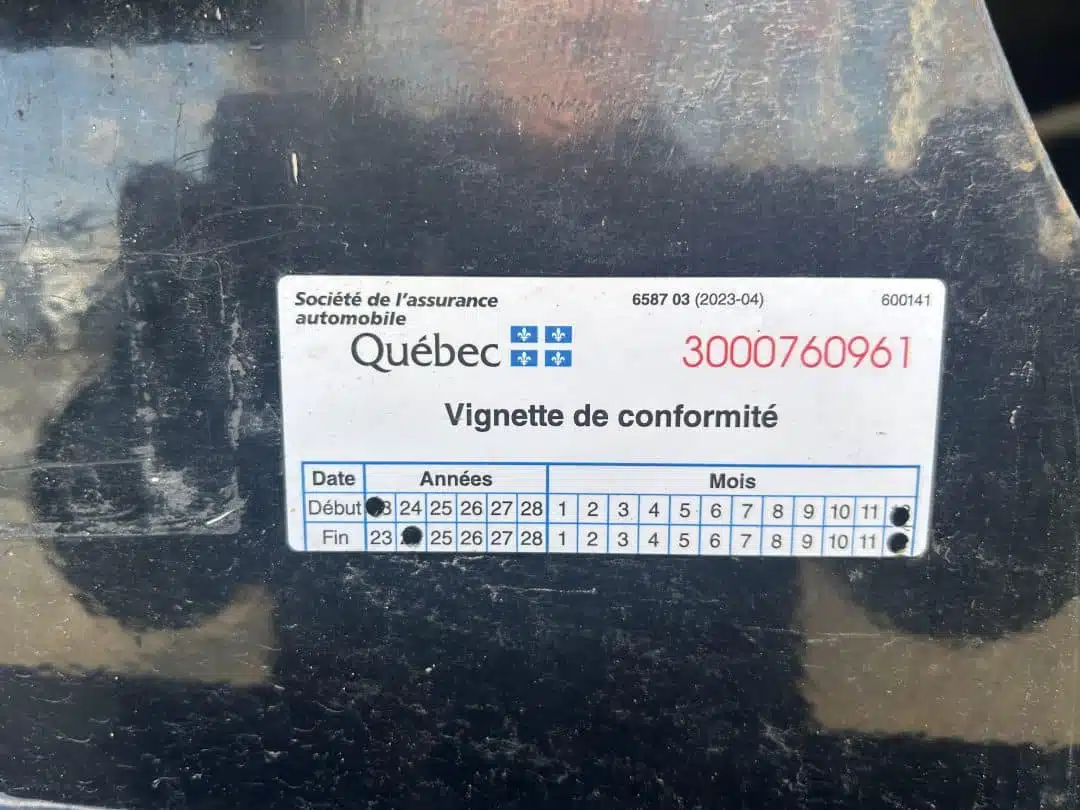 Société de l'assurance
automobile
Québec
6587 03 (2023-04)
600141
3000760961
Vignette de conformité
Date Années Mois
Début 24 25 26 27 28 1 2 3 4 5 6 7 8 9 10 11
Fin 23 25 26 27 28 1 2 3 4 5 6 7 8 9 10 11